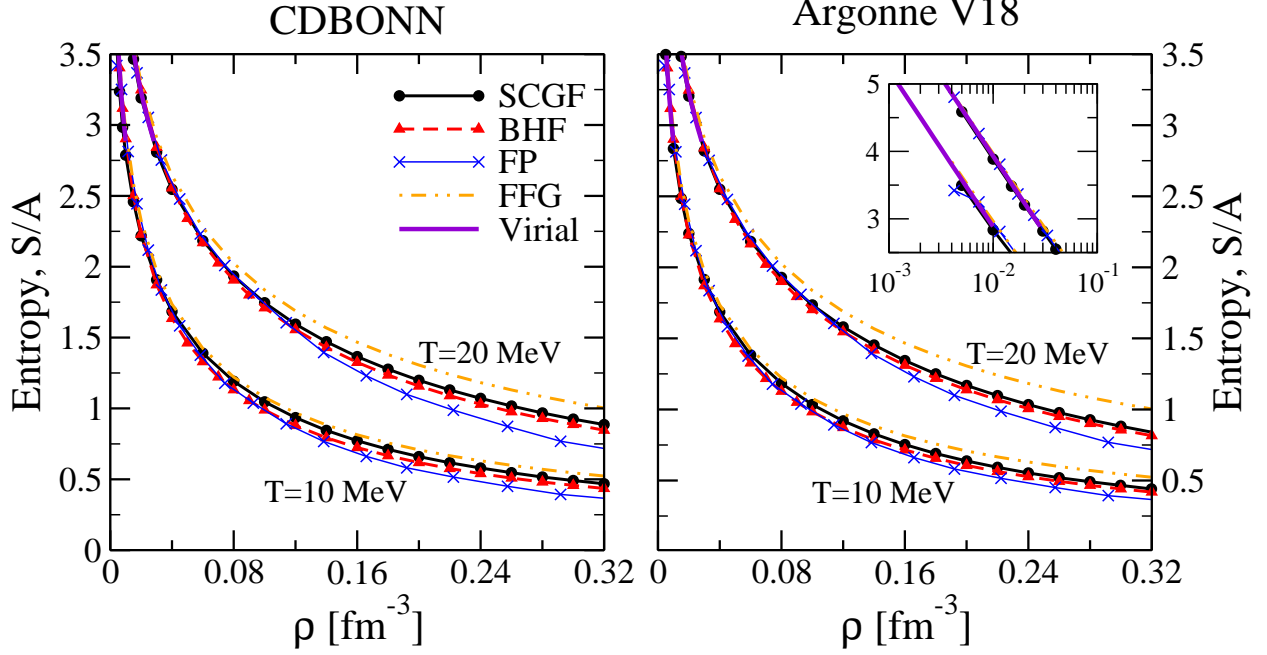 CDBONN
Argonne V18
3.5
3
2.5
2
1.5
1
0.5
0
Entropy, S/A
SCGF
BHF
FP
FFG
Virial
T=20 MeV
T=10 MeV
0
0.08
0.16
0.24
0.32
ρ [fm⁻³]
5
4
3
10⁻³
10⁻²
10⁻¹
T=20 MeV
T=10 MeV
3.5
3
2.5
2
1.5
1
0.5
Entropy, S/A
0
0.08
0.16
0.24
0.32
ρ [fm⁻³]